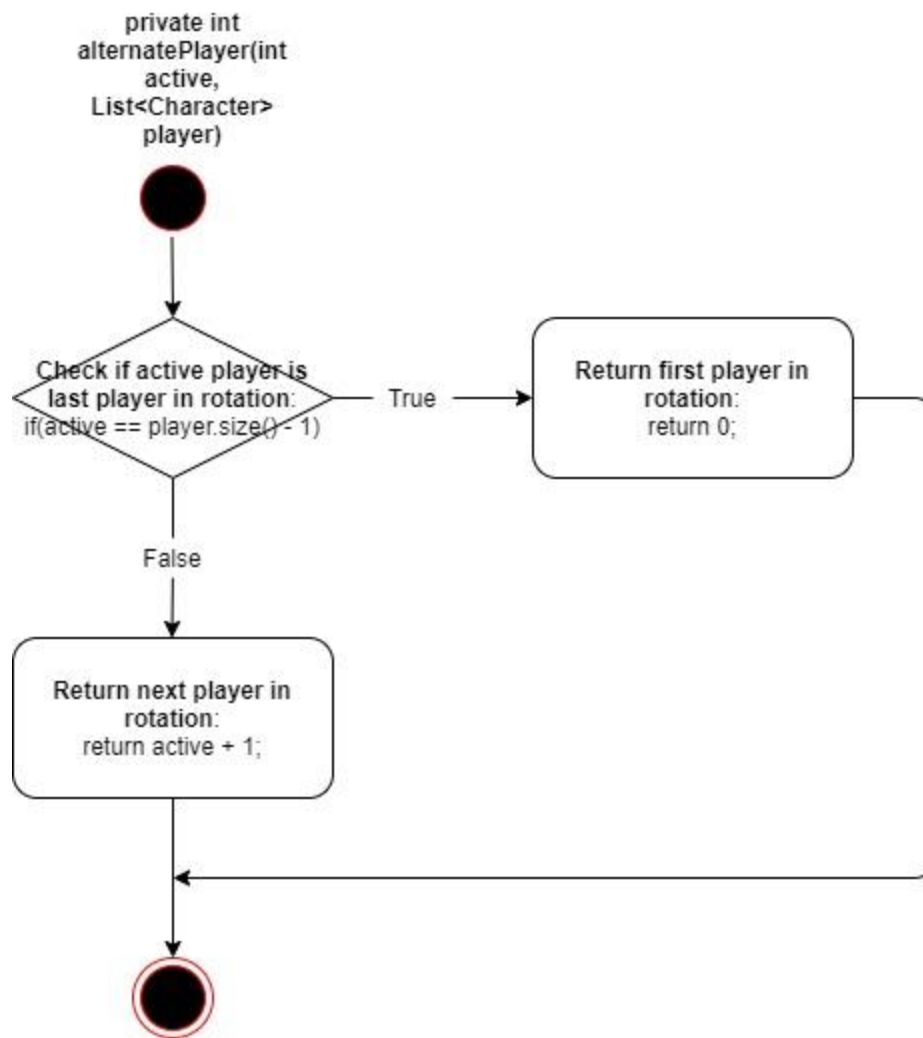 private int
alternatePlayer(int
active,
List<Character>
player)
Check if active player is
last player in rotation:
if(active == player.size() - 1)
True
Return first player in
rotation:
return 0;
False
Return next player in
rotation:
return active + 1;